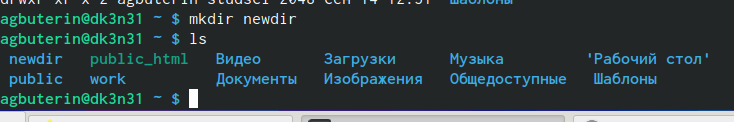 agbuterin@dk3n31 ~ $ mkdir newdir
agbuterin@dk3n31 ~ $ ls
newdir public_html Видео Загрузки Музыка 'Рабочий стол'
public work Документы Изображения Общедоступные Шаблоны
agbuterin@dk3n31 ~ $